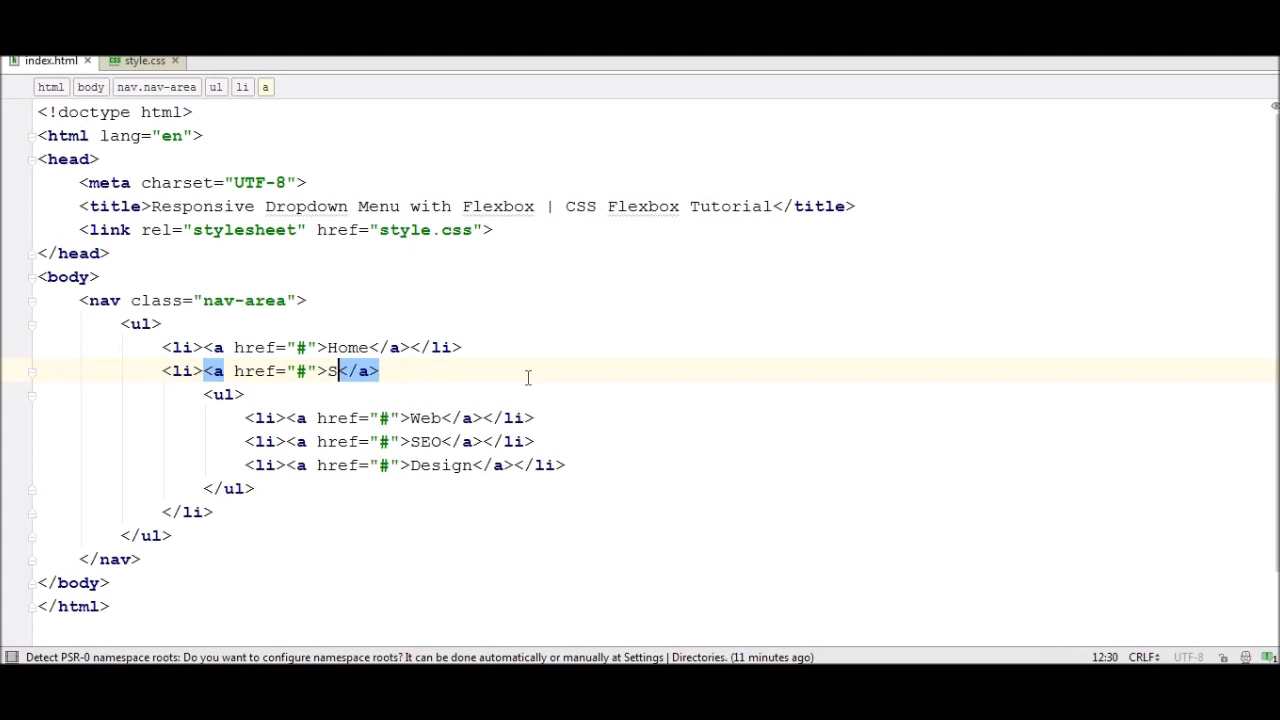 index.html style.css
html body nav.nav-area ul li a
<!doctype html>
<html lang="en">
<head>
<meta charset="UTF-8">
<title>Responsive Dropdown Menu with Flexbox | CSS Flexbox Tutorial</title>
<link rel="stylesheet" href="style.css">
</head>
<body>
<nav class="nav-area">
<ul>
<li><a href="#">Home</a></li>
<li><a href="#">S</a>
<ul>
<li><a href="#">Web</a></li>
<li><a href="#">SEO</a></li>
<li><a href="#">Design</a></li>
</ul>
</li>
</ul>
</nav>
</body>
</html>
Detect PSR-0 namespace roots: Do you want to configure namespace roots? It can be done automatically or manually at Settings | Directories. (11 minutes ago) 12:30 CRLF UTF-8 1